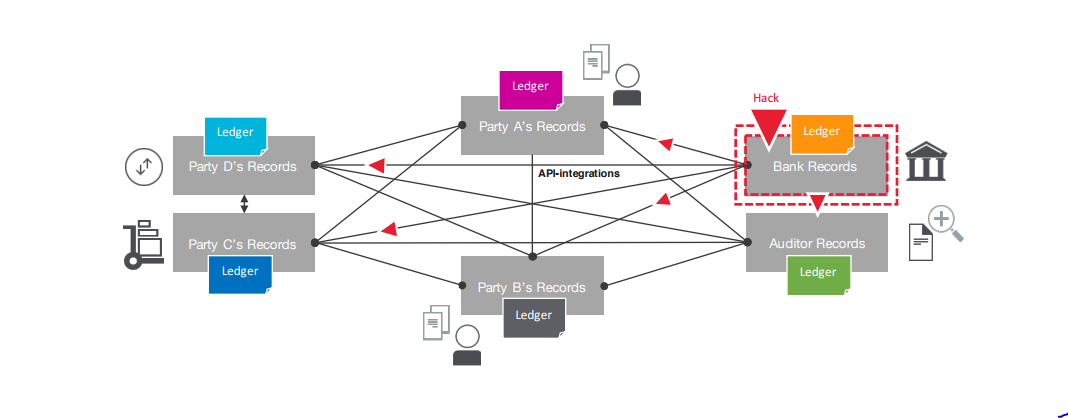 Ledger
Party A's Records
Hack
Ledger
Bank Records
Ledger
Party D's Records
API-integrations
Party C's Records
Ledger
Auditor Records
Ledger
Party B's Records
Ledger